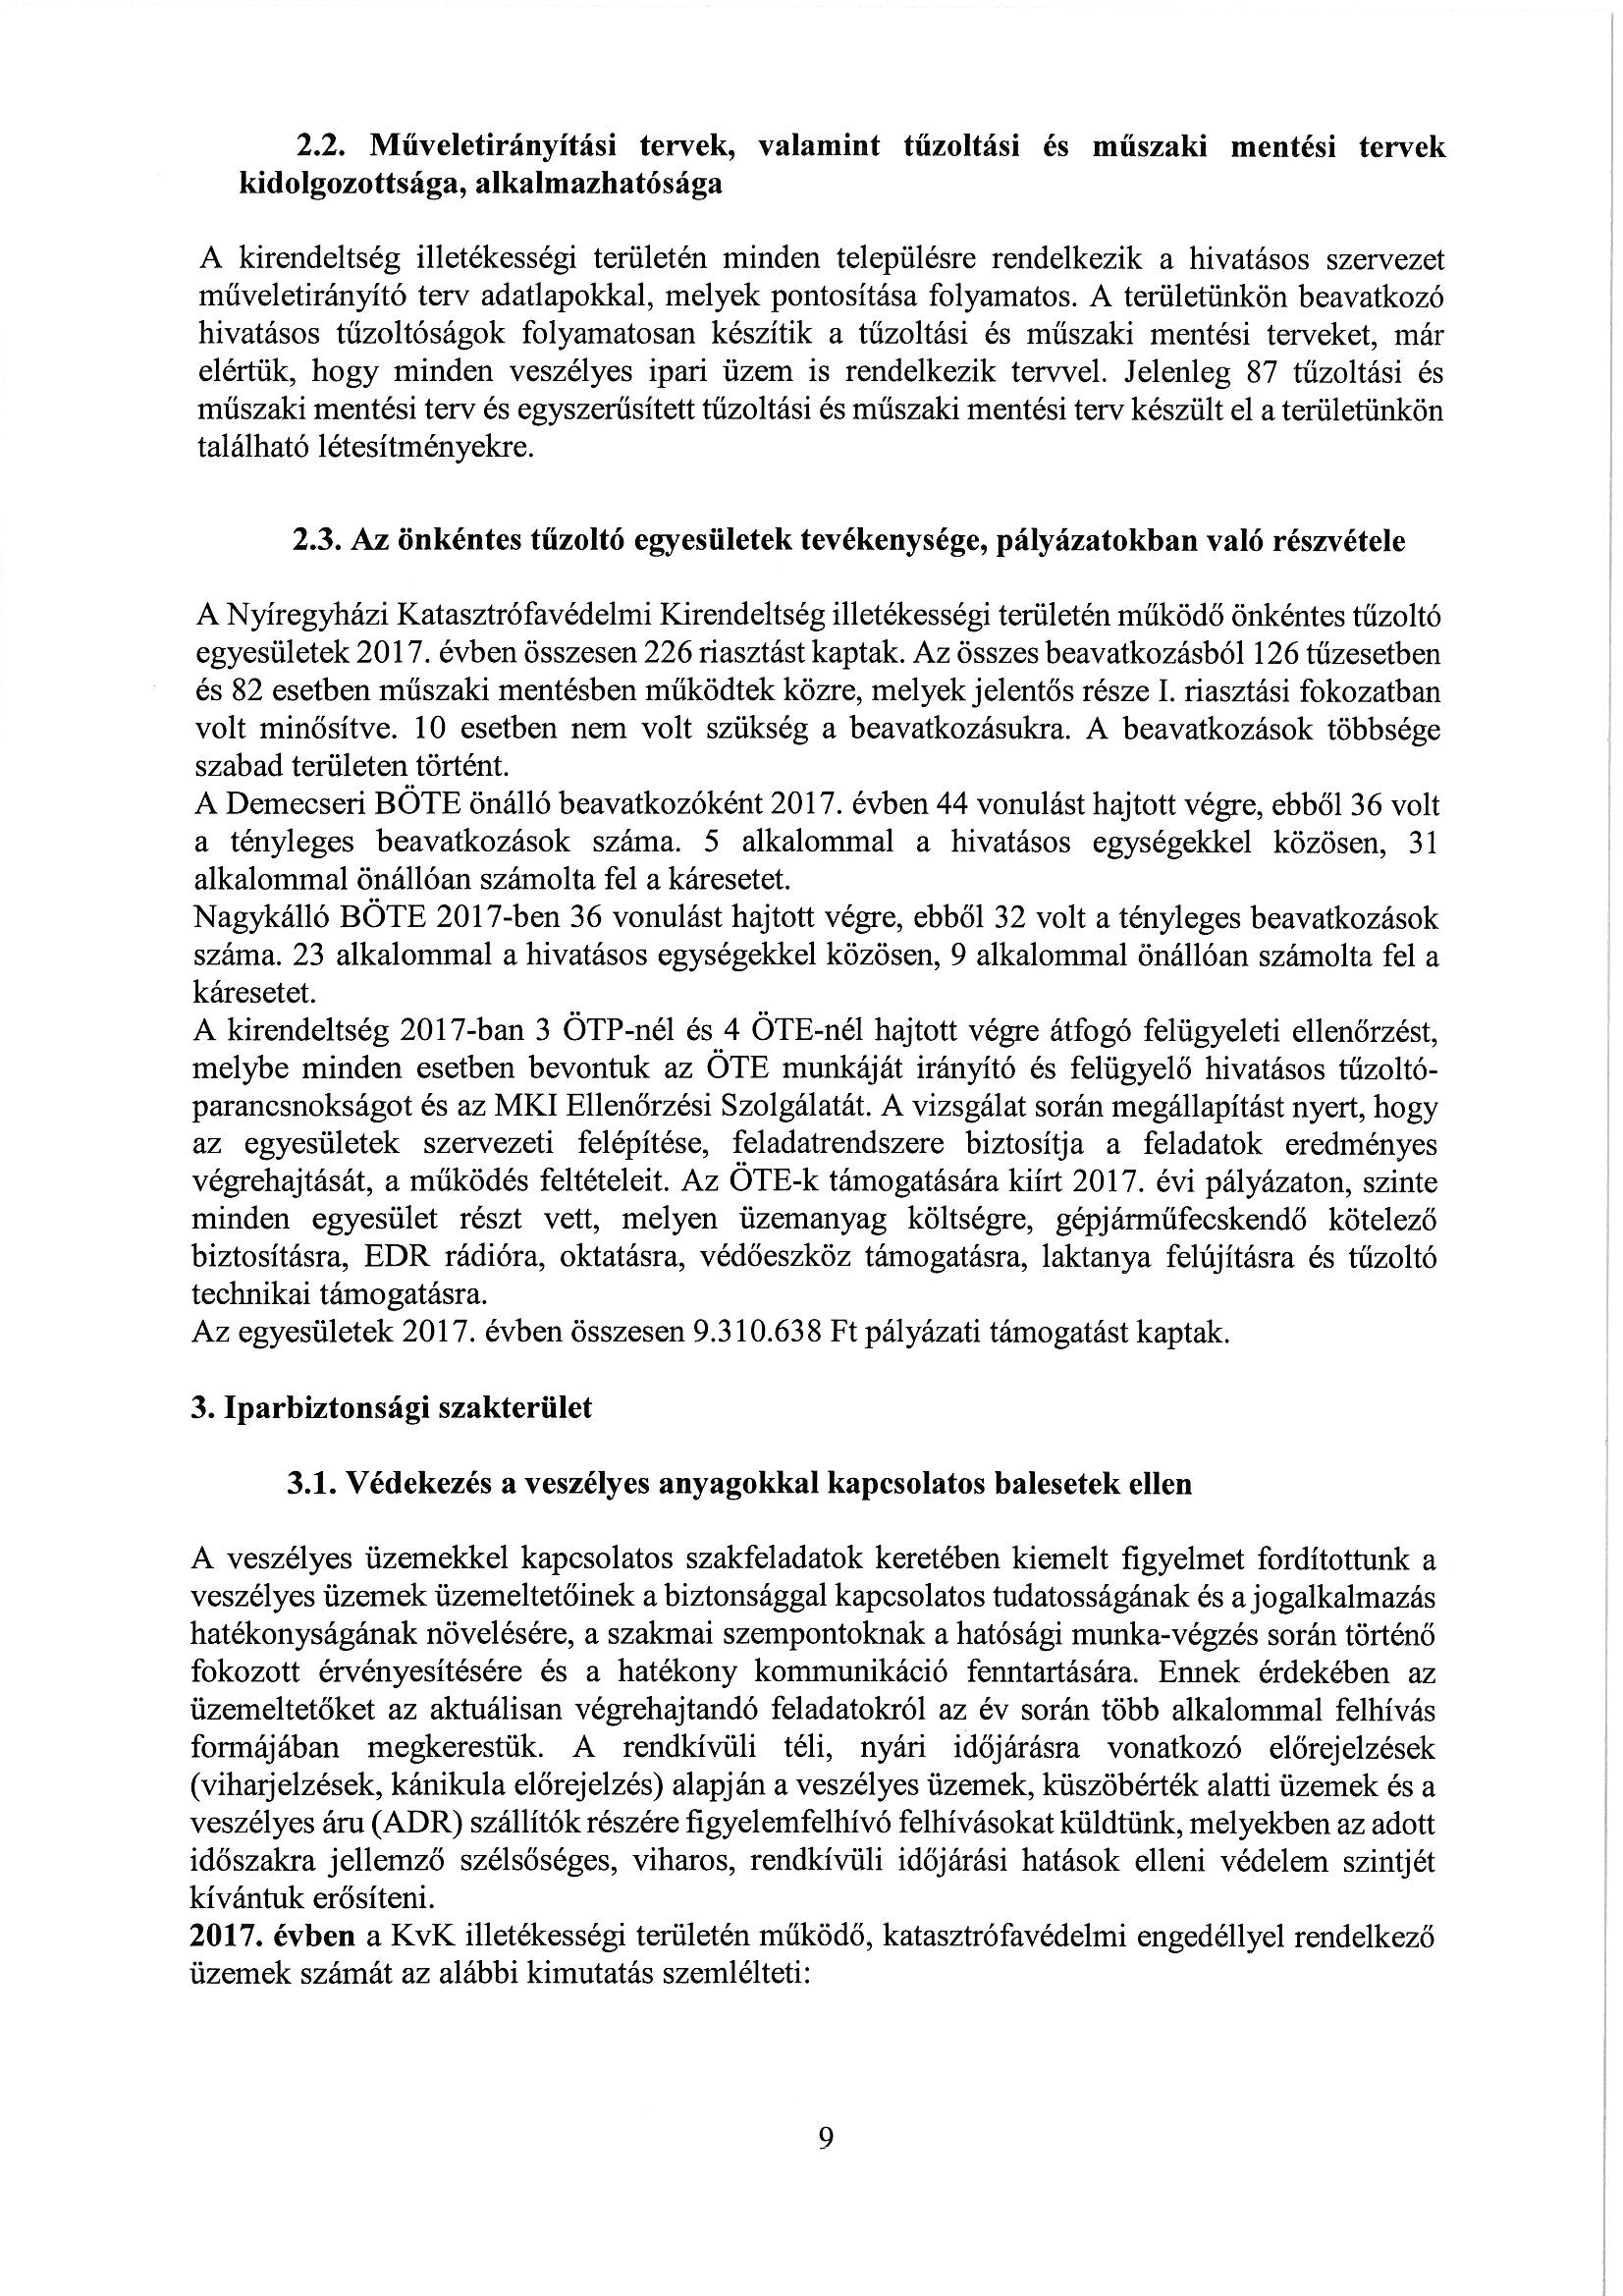 2.2. Műveletirányítási tervek, valamint tűzoltási és műszaki mentési tervek
kidolgozottsága, alkalmazhatósága
A kirendeltség illetékességi területén minden településre rendelkezik a hivatásos szervezet
műveletirányító terv adatlapokkal, melyek pontosítása folyamatos. A területünkön beavatkozó
hivatásos tűzoltóságok folyamatosan készítik a tűzoltási és műszaki mentési terveket, már
elértük, hogy minden veszélyes ipari üzem is rendelkezik tervvel. Jelenleg 87 tűzoltási és
műszaki mentési terv és egyszerűsített tűzoltási és műszaki mentési terv készült el a területünkön
található létesítményekre.
2.3. Az önkéntes tűzoltó egyesületek tevékenysége, pályázatokban való részvétele
A Nyíregyházi Katasztrófavédelmi Kirendeltség illetékességi területén működő önkéntes tűzoltó
egyesületek 2017. évben összesen 226 riasztást kaptak. Az összes beavatkozásból 126 tűzesetben
és 82 esetben műszaki mentésben működtek közre, melyek jelentős része I. riasztási fokozatban
volt minősítve. 10 esetben nem volt szükség a beavatkozásukra. A beavatkozások többsége
szabad területen történt.
A Demecseri BÖTE önálló beavatkozóként 2017. évben 44 vonulást hajtott végre, ebből 36 volt
a tényleges beavatkozások száma. 5 alkalommal a hivatásos egységekkel közösen, 31
alkalommal önállóan számolta fel a káresetet.
Nagykálló BÖTE 2017-ben 36 vonulást hajtott végre, ebből 32 volt a tényleges beavatkozások
száma. 23 alkalommal a hivatásos egységekkel közösen, 9 alkalommal önállóan számolta fel a
káresetet.
A kirendeltség 2017-ban 3 ÖTP-nél és 4 ÖTE-nél hajtott végre átfogó felügyeleti ellenőrzést,
melybe minden esetben bevontuk az ÖTE munkáját irányító és felügyelő hivatásos tűzoltó-
parancsnokságot és az MKI Ellenőrzési Szolgálatát. A vizsgálat során megállapítást nyert, hogy
az egyesületek szervezeti felépítése, feladatrendszere biztosítja a feladatok eredményes
végrehajtását, a működés feltételeit. Az ÖTE-k támogatására kiírt 2017. évi pályázaton, szinte
minden egyesület részt vett, melyen üzemanyag költségre, gépjárműfecskendő kötelező
biztosításra, EDR rádióra, oktatásra, védőeszköz támogatásra, laktanya felújításra és tűzoltó
technikai támogatásra.
Az egyesületek 2017. évben összesen 9.310.638 Ft pályázati támogatást kaptak.
3. Iparbiztonsági szakterület
3.1. Védekezés a veszélyes anyagokkal kapcsolatos balesetek ellen
A veszélyes üzemekkel kapcsolatos szakfeladatok keretében kiemelt figyelmet fordítottunk a
veszélyes üzemek üzemeltetőinek a biztonsággal kapcsolatos tudatosságának és a jogalkalmazás
hatékonyságának növelésére, a szakmai szempontoknak a hatósági munka-végzés során történő
fokozott érvényesítésére és a hatékony kommunikáció fenntartására. Ennek érdekében az
üzemeltetőket az aktuálisan végrehajtandó feladatokról az év során több alkalommal felhívás
formájában megkerestük. A rendkívüli téli, nyári időjárásra vonatkozó előrejelzések
(viharjelzések, kánikula előrejelzés) alapján a veszélyes üzemek, küszöbérték alatti üzemek és a
veszélyes áru (ADR) szállítók részére figyelemfelhívó felhívásokat küldtünk, melyekben az adott
időszakra jellemző szélsőséges, viharos, rendkívüli időjárási hatások elleni védelem szintjét
kívántuk erősíteni.
2017. évben a KvK illetékességi területén működő, katasztrófavédelmi engedéllyel rendelkező
üzemek számát az alábbi kimutatás szemlélteti:
9